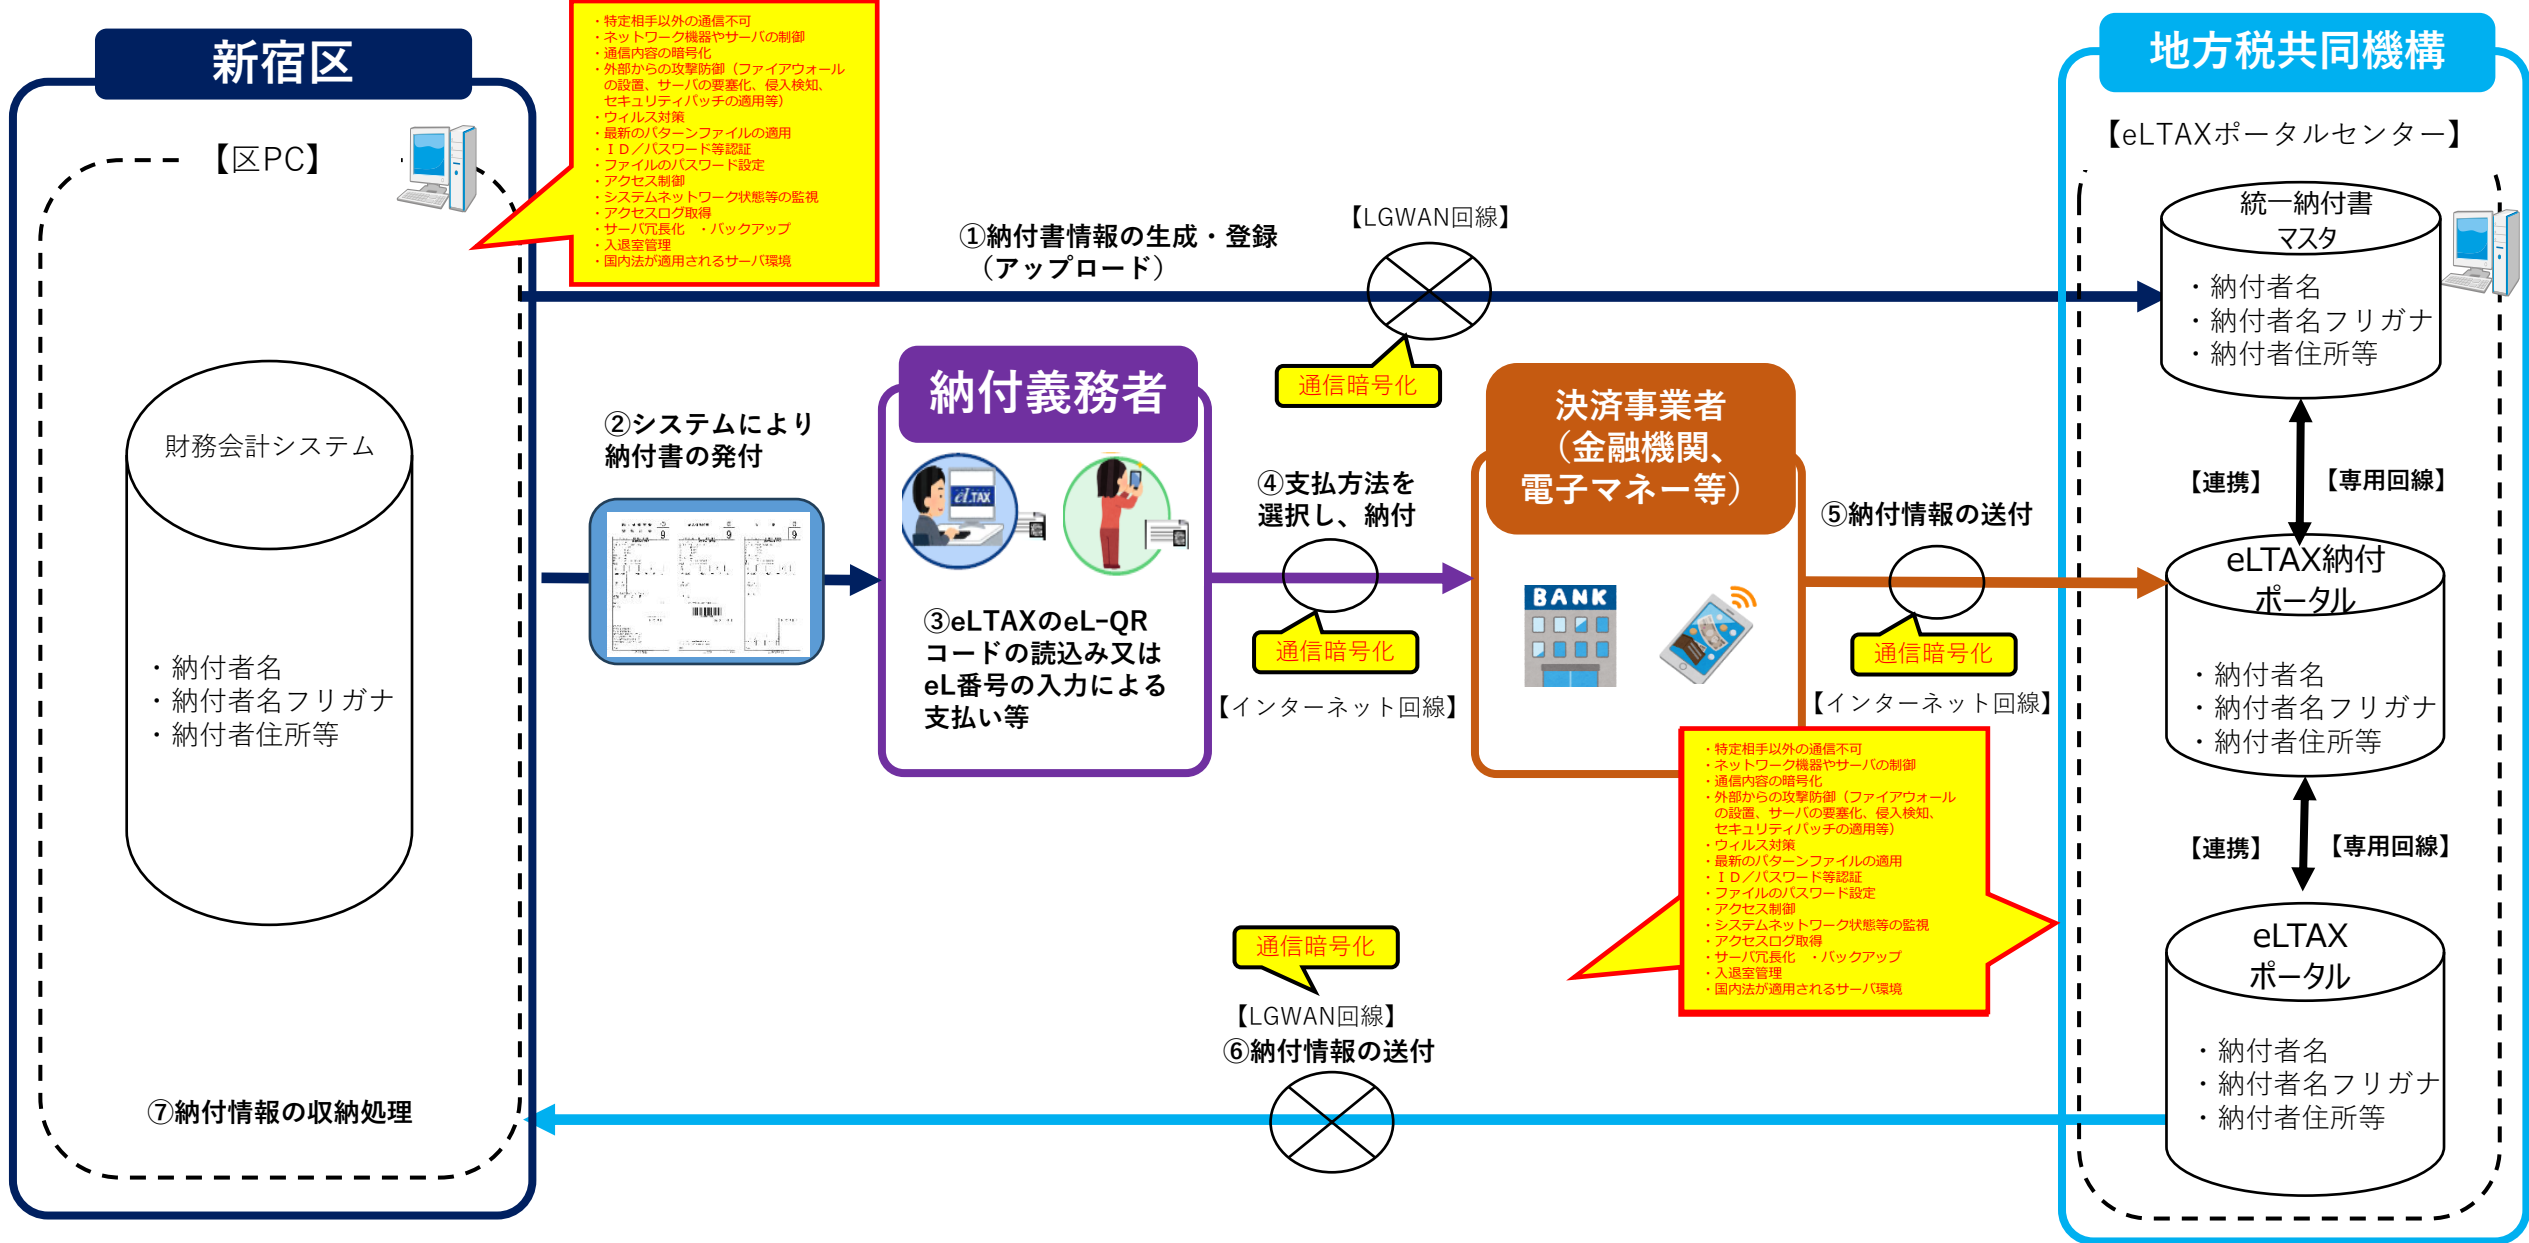 新宿区
【区PC】
財務会計システム
・納付者名
・納付者名フリガナ
・納付者住所等
⑦納付情報の収納処理
・特定相手以外の通信不可
・ネットワーク機器やサーバの制御
・通信内容の暗号化
・外部からの攻撃防御（ファイアウォール
の設置、サーバの要塞化、侵入検知、
セキュリティパッチの適用等）
・ウィルス対策
・最新のパターンファイルの適用
・ＩＤ／パスワード等認証
・ファイルのパスワード設定
・アクセス制御
・システムネットワーク状態等の監視
・アクセスログ取得
・サーバ冗長化　・バックアップ
・入退室管理
・国内法が適用されるサーバ環境
①納付書情報の生成・登録
（アップロード）
【LGWAN回線】
通信暗号化
②システムにより
納付書の発付
納付義務者
eLTAX
③eLTAXのeL-QR
コードの読込み又は
eL番号の入力による
支払い等
④支払方法を
選択し、納付
通信暗号化
【インターネット回線】
決済事業者
（金融機関、
電子マネー等）
BANK
⑤納付情報の送付
通信暗号化
【インターネット回線】
・特定相手以外の通信不可
・ネットワーク機器やサーバの制御
・通信内容の暗号化
・外部からの攻撃防御（ファイアウォール
の設置、サーバの要塞化、侵入検知、
セキュリティパッチの適用等）
・ウィルス対策
・最新のパターンファイルの適用
・ＩＤ／パスワード等認証
・ファイルのパスワード設定
・アクセス制御
・システムネットワーク状態等の監視
・アクセスログ取得
・サーバ冗長化　・バックアップ
・入退室管理
・国内法が適用されるサーバ環境
通信暗号化
【LGWAN回線】
⑥納付情報の送付
地方税共同機構
【eLTAXポータルセンター】
統一納付書
マスタ
・納付者名
・納付者名フリガナ
・納付者住所等
【連携】
【専用回線】
eLTAX納付
ポータル
・納付者名
・納付者名フリガナ
・納付者住所等
【連携】
【専用回線】
eLTAX
ポータル
・納付者名
・納付者名フリガナ
・納付者住所等